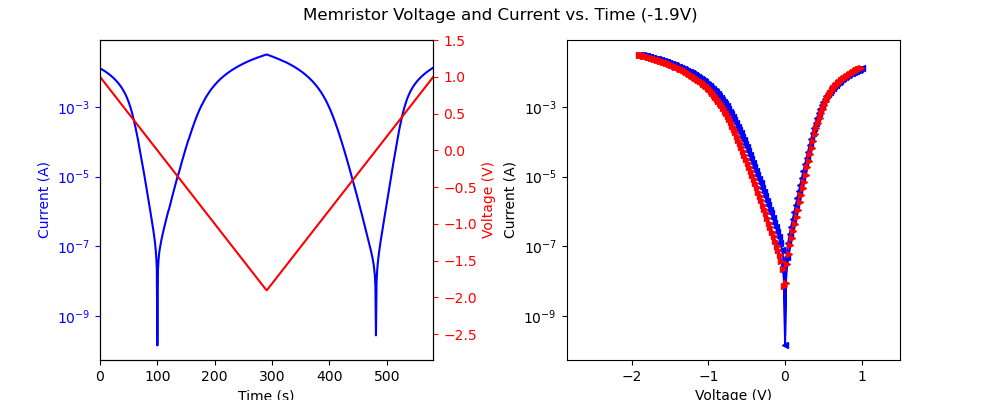 Memristor Voltage and Current vs. Time (-1.9V)
Current (A)
10⁻³
10⁻⁵
10⁻⁷
10⁻⁹
0 100 200 300 400 500
Time (s)
1.5
1.0
0.5
0.0
−0.5
−1.0
−1.5
−2.0
−2.5
Voltage (V)
Current (A)
10⁻³
10⁻⁵
10⁻⁷
10⁻⁹
−2 −1 0 1
Voltage (V)